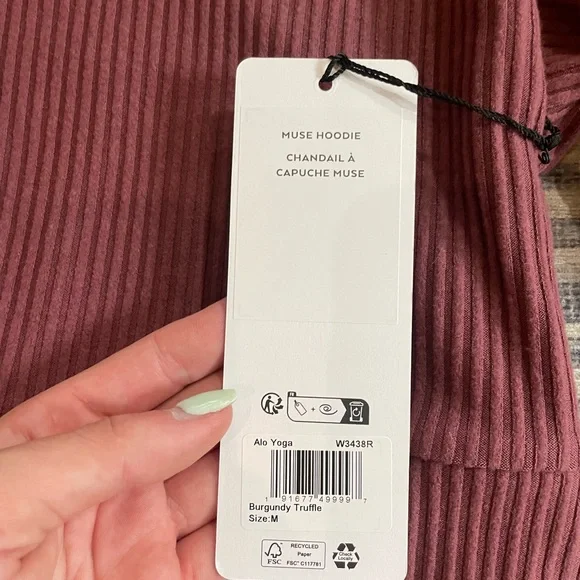 MUSE HOODIE
CHANDAIL À
CAPUCHE MUSE
FR
+
Alo Yoga W3438R
1 91677 49999 7
Burgundy Truffle
Size:M
RECYCLED
Paper
FSC
FSC® C117781
Check
Locally